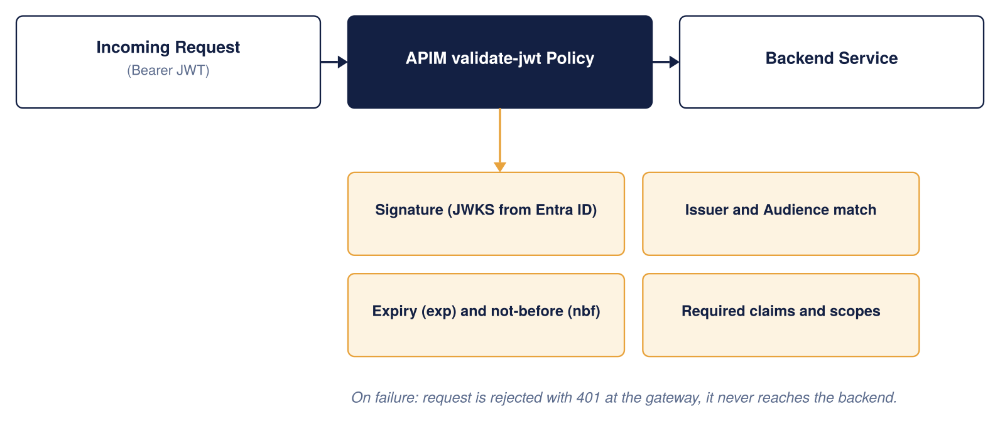 Incoming Request
(Bearer JWT)
APIM validate-jwt Policy
Backend Service
Signature (JWKS from Entra ID)
Issuer and Audience match
Expiry (exp) and not-before (nbf)
Required claims and scopes
On failure: request is rejected with 401 at the gateway, it never reaches the backend.